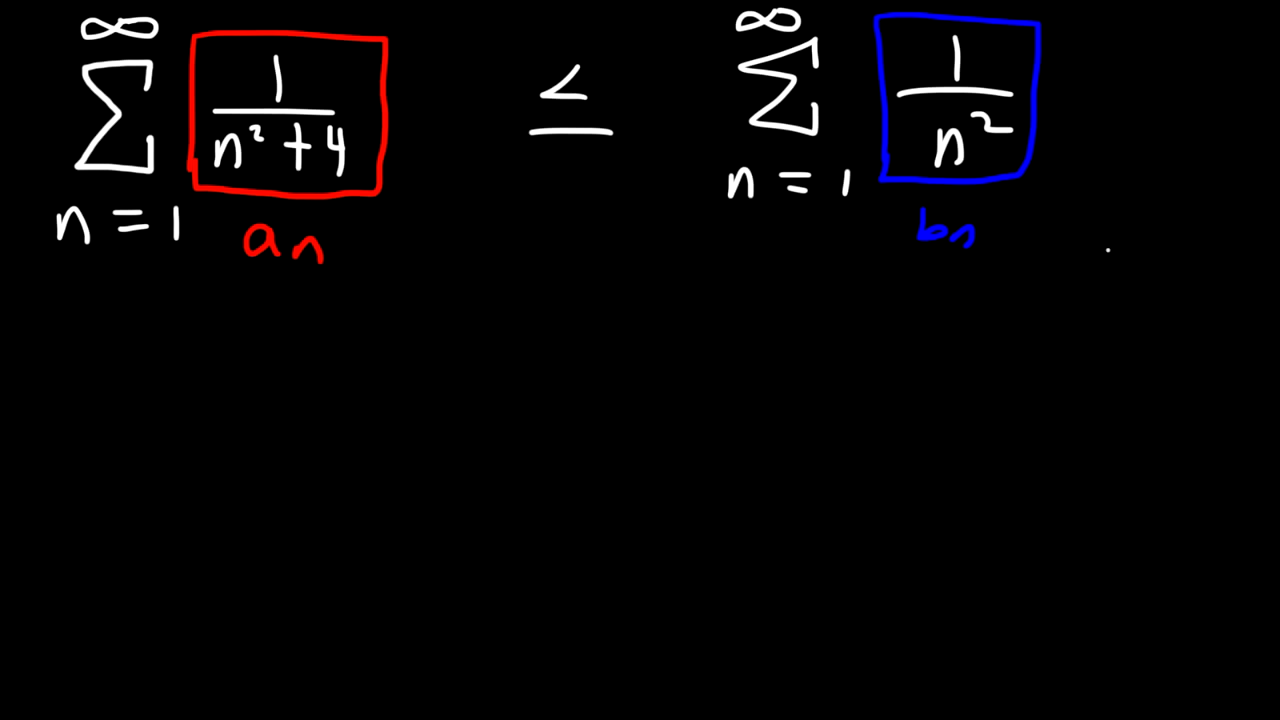 ∞ ∞
Σ 1/(n² + 4) ≤ Σ 1/n²
n = 1 n = 1
an bn